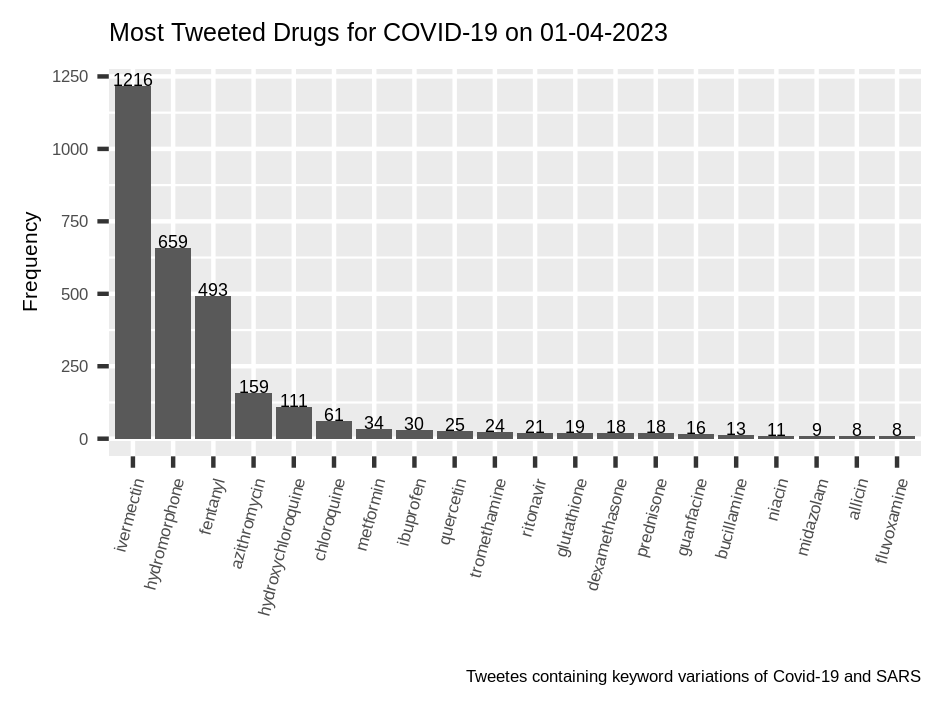 Most Tweeted Drugs for COVID-19 on 01-04-2023
Frequency
1250
1000
750
500
250
0
1216
659
493
159
111
61
34
30
25
24
21
19
18
18
16
13
11
9
8
8
ivermectin
hydromorphone
fentanyl
azithromycin
hydroxychloroquine
chloroquine
metformin
ibuprofen
quercetin
tromethamine
ritonavir
glutathione
dexamethasone
prednisone
guanfacine
bucillamine
niacin
midazolam
allicin
fluvoxamine
Tweetes containing keyword variations of Covid-19 and SARS